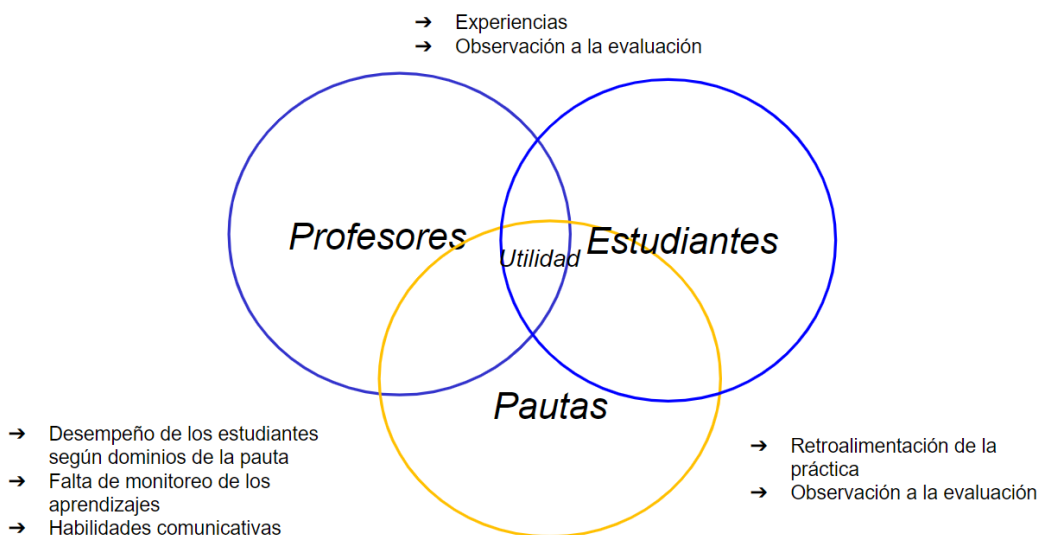 ➔ Experiencias
➔ Observación a la evaluación
Profesores
Estudiantes
Utilidad
Pautas
➔ Desempeño de los estudiantes
según dominios de la pauta
➔ Falta de monitoreo de los
aprendizajes
➔ Habilidades comunicativas
➔ Retroalimentación de la
práctica
➔ Observación a la evaluación